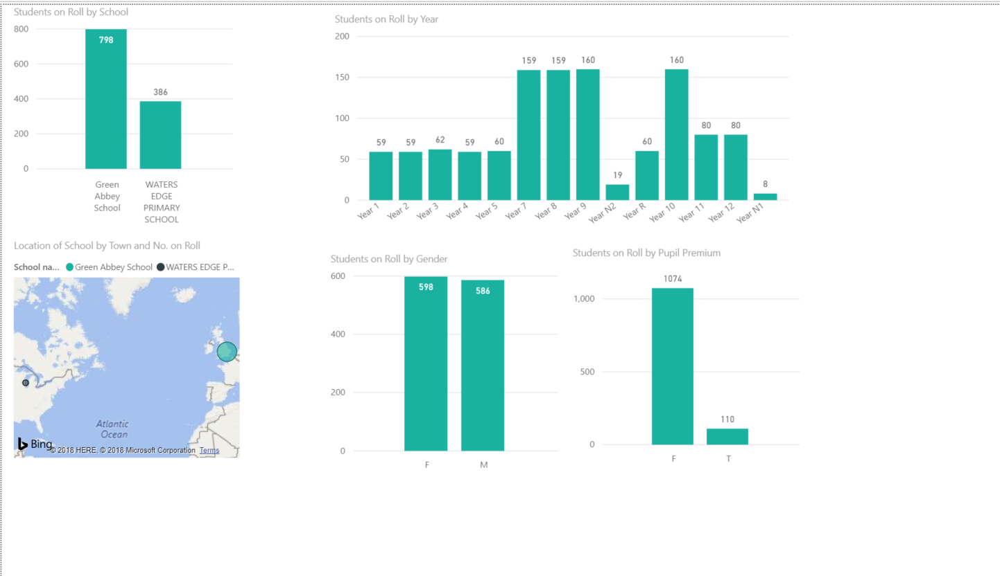 Students on Roll by School
800
600
400
200
0
798
386
Green
Abbey
School
WATERS
EDGE
PRIMARY
SCHOOL
Students on Roll by Year
200
150
100
50
0
59
59
62
59
60
159
159
160
19
60
160
80
80
8
Year 1
Year 2
Year 3
Year 4
Year 5
Year 7
Year 8
Year 9
Year N2
Year R
Year 10
Year 11
Year 12
Year N1
Location of School by Town and No. on Roll
School na... Green Abbey School WATERS EDGE P...
Atlantic
Ocean
Bing
© 2018 HERE, © 2018 Microsoft Corporation Terms
Students on Roll by Gender
600
400
200
0
598
586
F
M
Students on Roll by Pupil Premium
1,000
500
0
1074
110
F
T